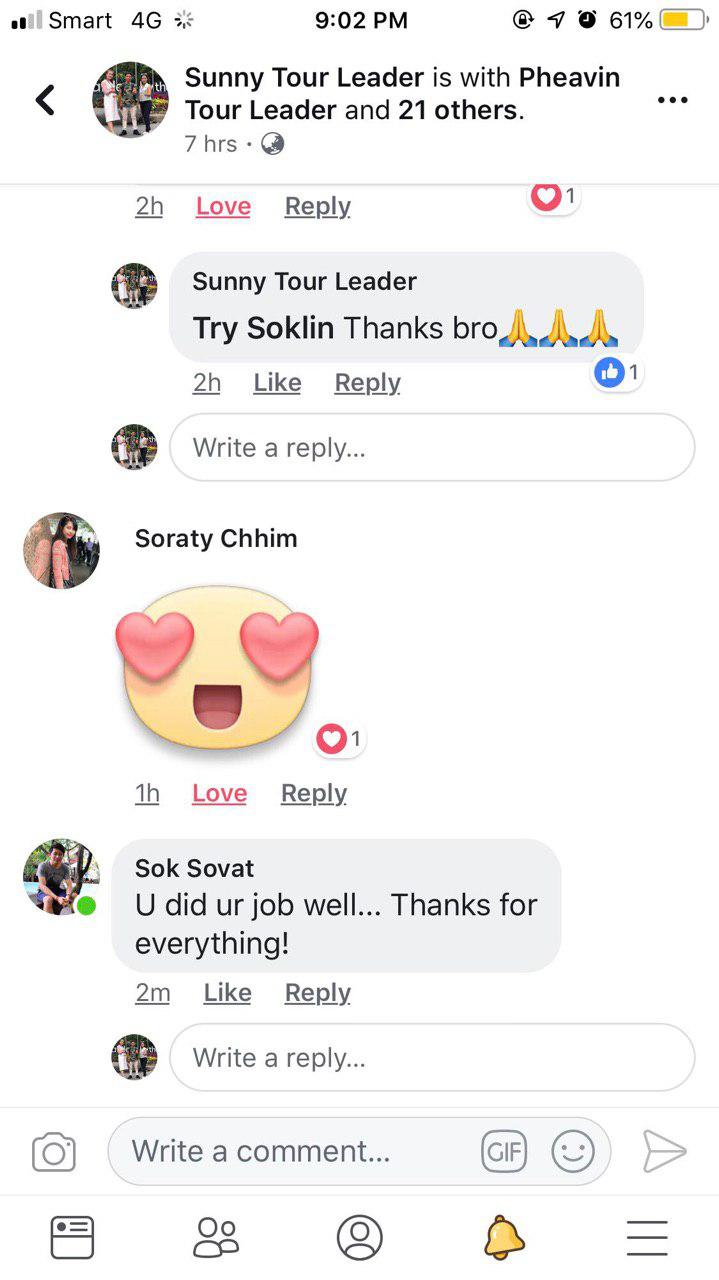 Smart 4G 9:02 PM 61%
Sunny Tour Leader is with Pheavin
Tour Leader and 21 others.
7 hrs ·
2h Love Reply 1
Sunny Tour Leader
Try Soklin Thanks bro🙏🙏🙏
2h Like Reply 1
Write a reply...
Soraty Chhim
1
1h Love Reply
Sok Sovat
U did ur job well... Thanks for
everything!
2m Like Reply
Write a reply...
Write a comment... GIF